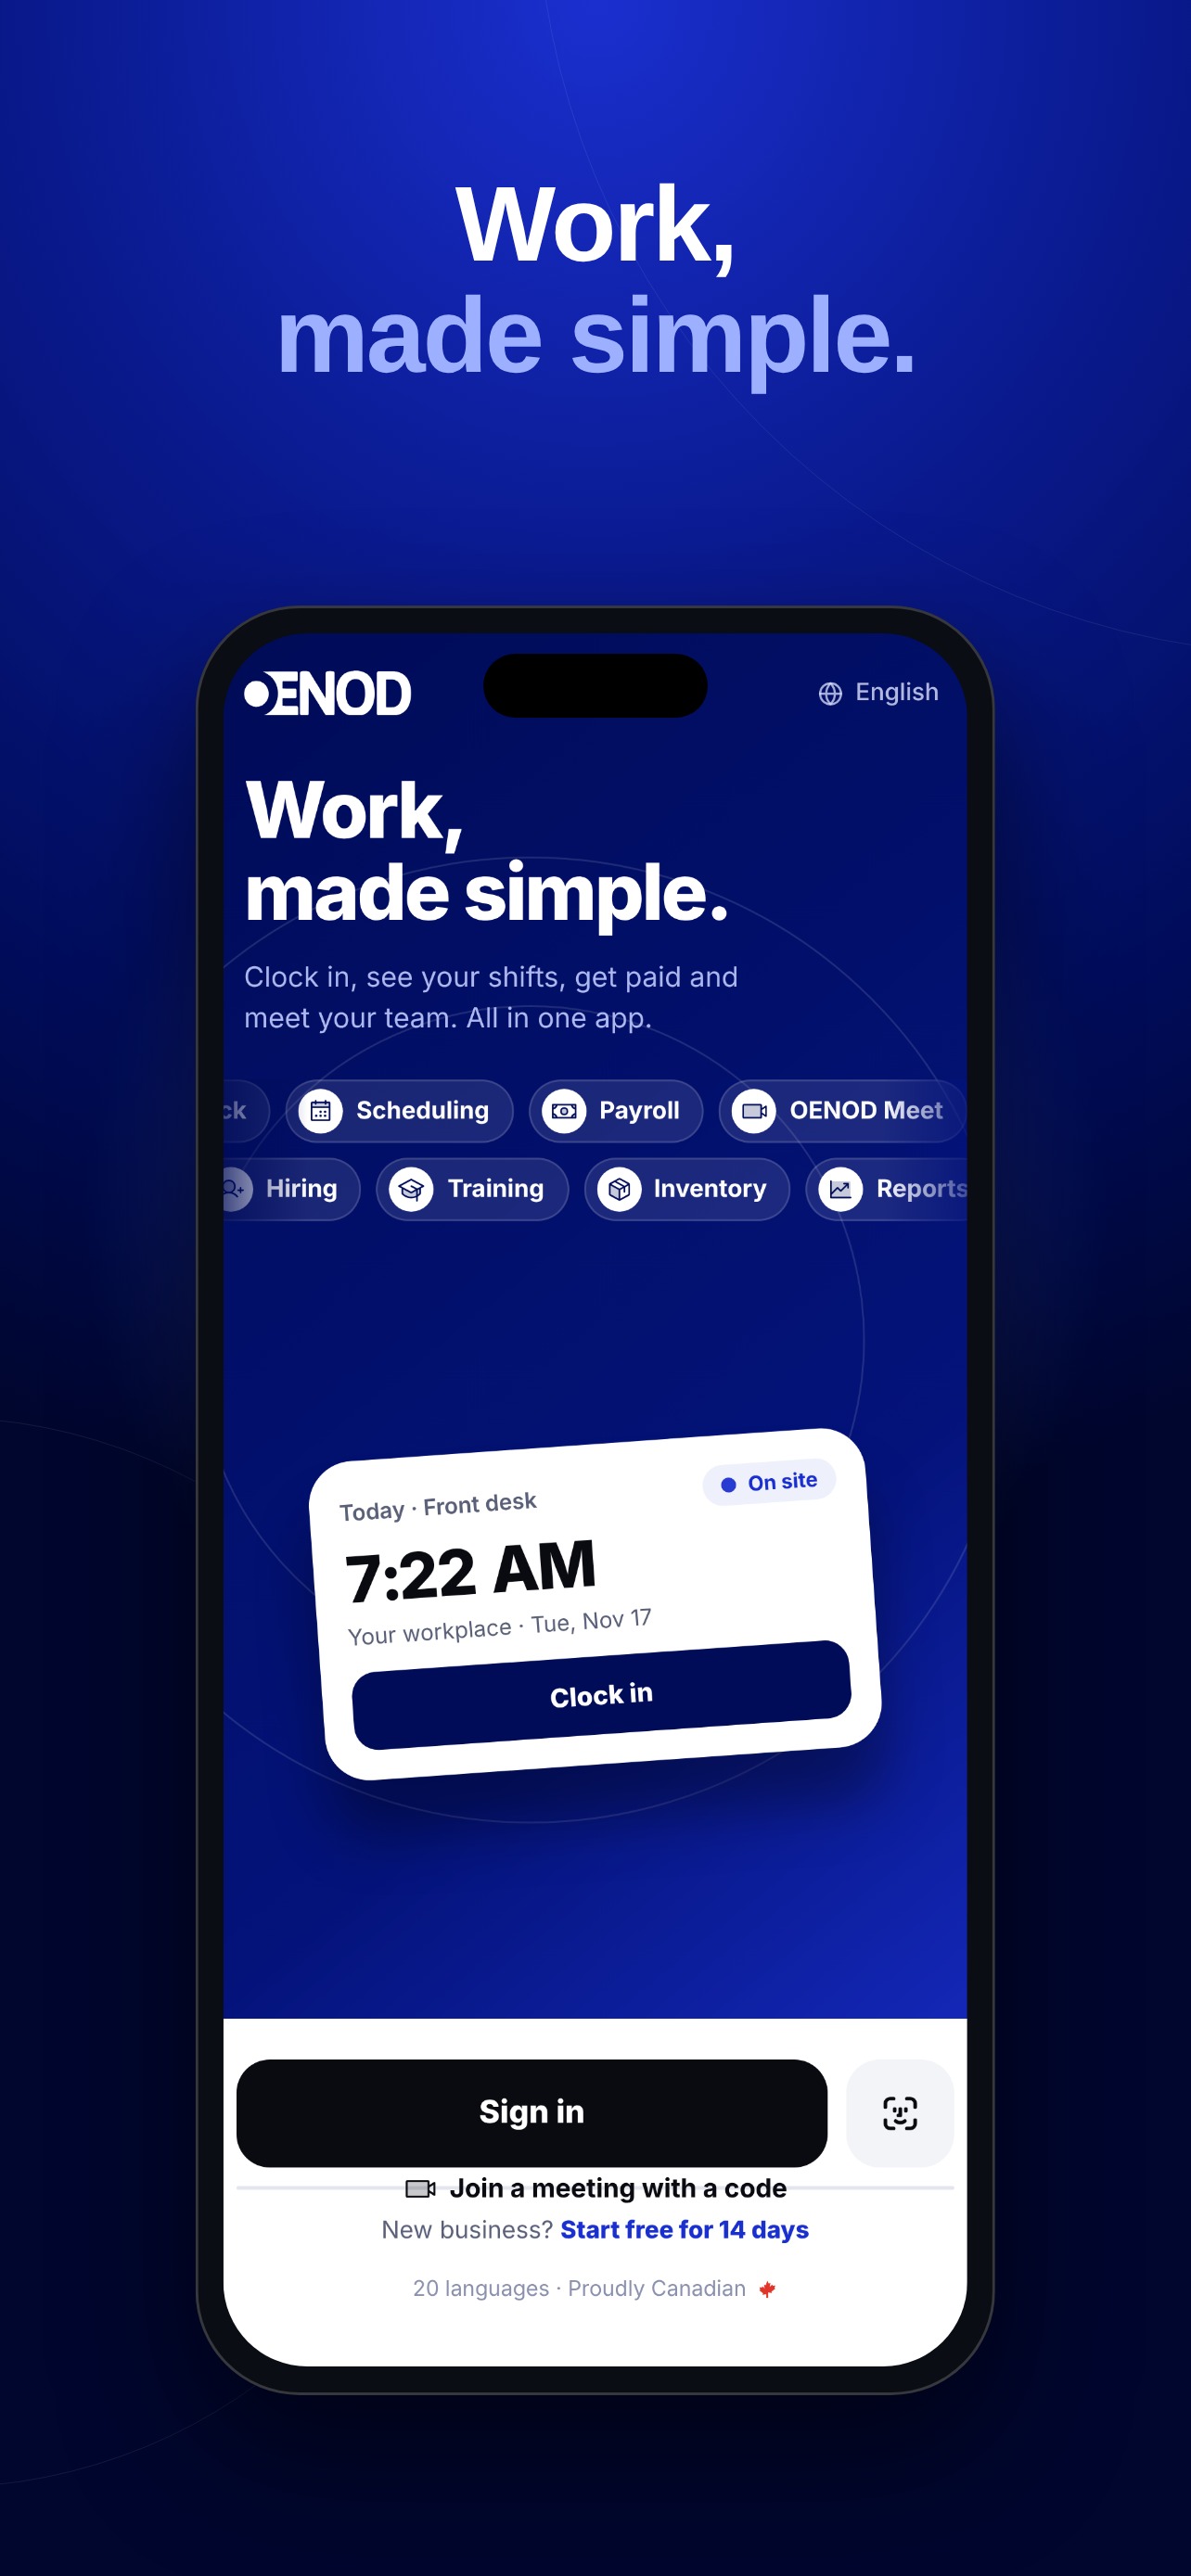 Work,
made simple.
OENOD
English
Work,
made simple.
Clock in, see your shifts, get paid and
meet your team. All in one app.
ck Scheduling Payroll OENOD Meet
Hiring Training Inventory Reports
Today · Front desk
On site
7:22 AM
Your workplace · Tue, Nov 17
Clock in
Sign in
Join a meeting with a code
New business? Start free for 14 days
20 languages · Proudly Canadian